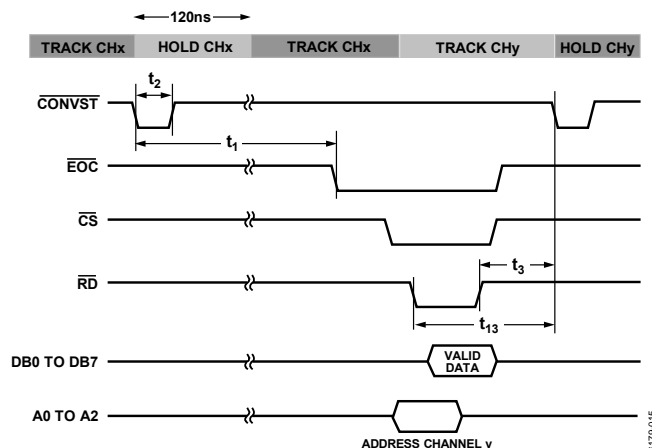 120ns
TRACK CHx HOLD CHx TRACK CHx TRACK CHy HOLD CHy
t2
CONVST
t1
EOC
CS
t3
RD
t13
DB0 TO DB7 VALID DATA
A0 TO A2
ADDRESS CHANNEL y